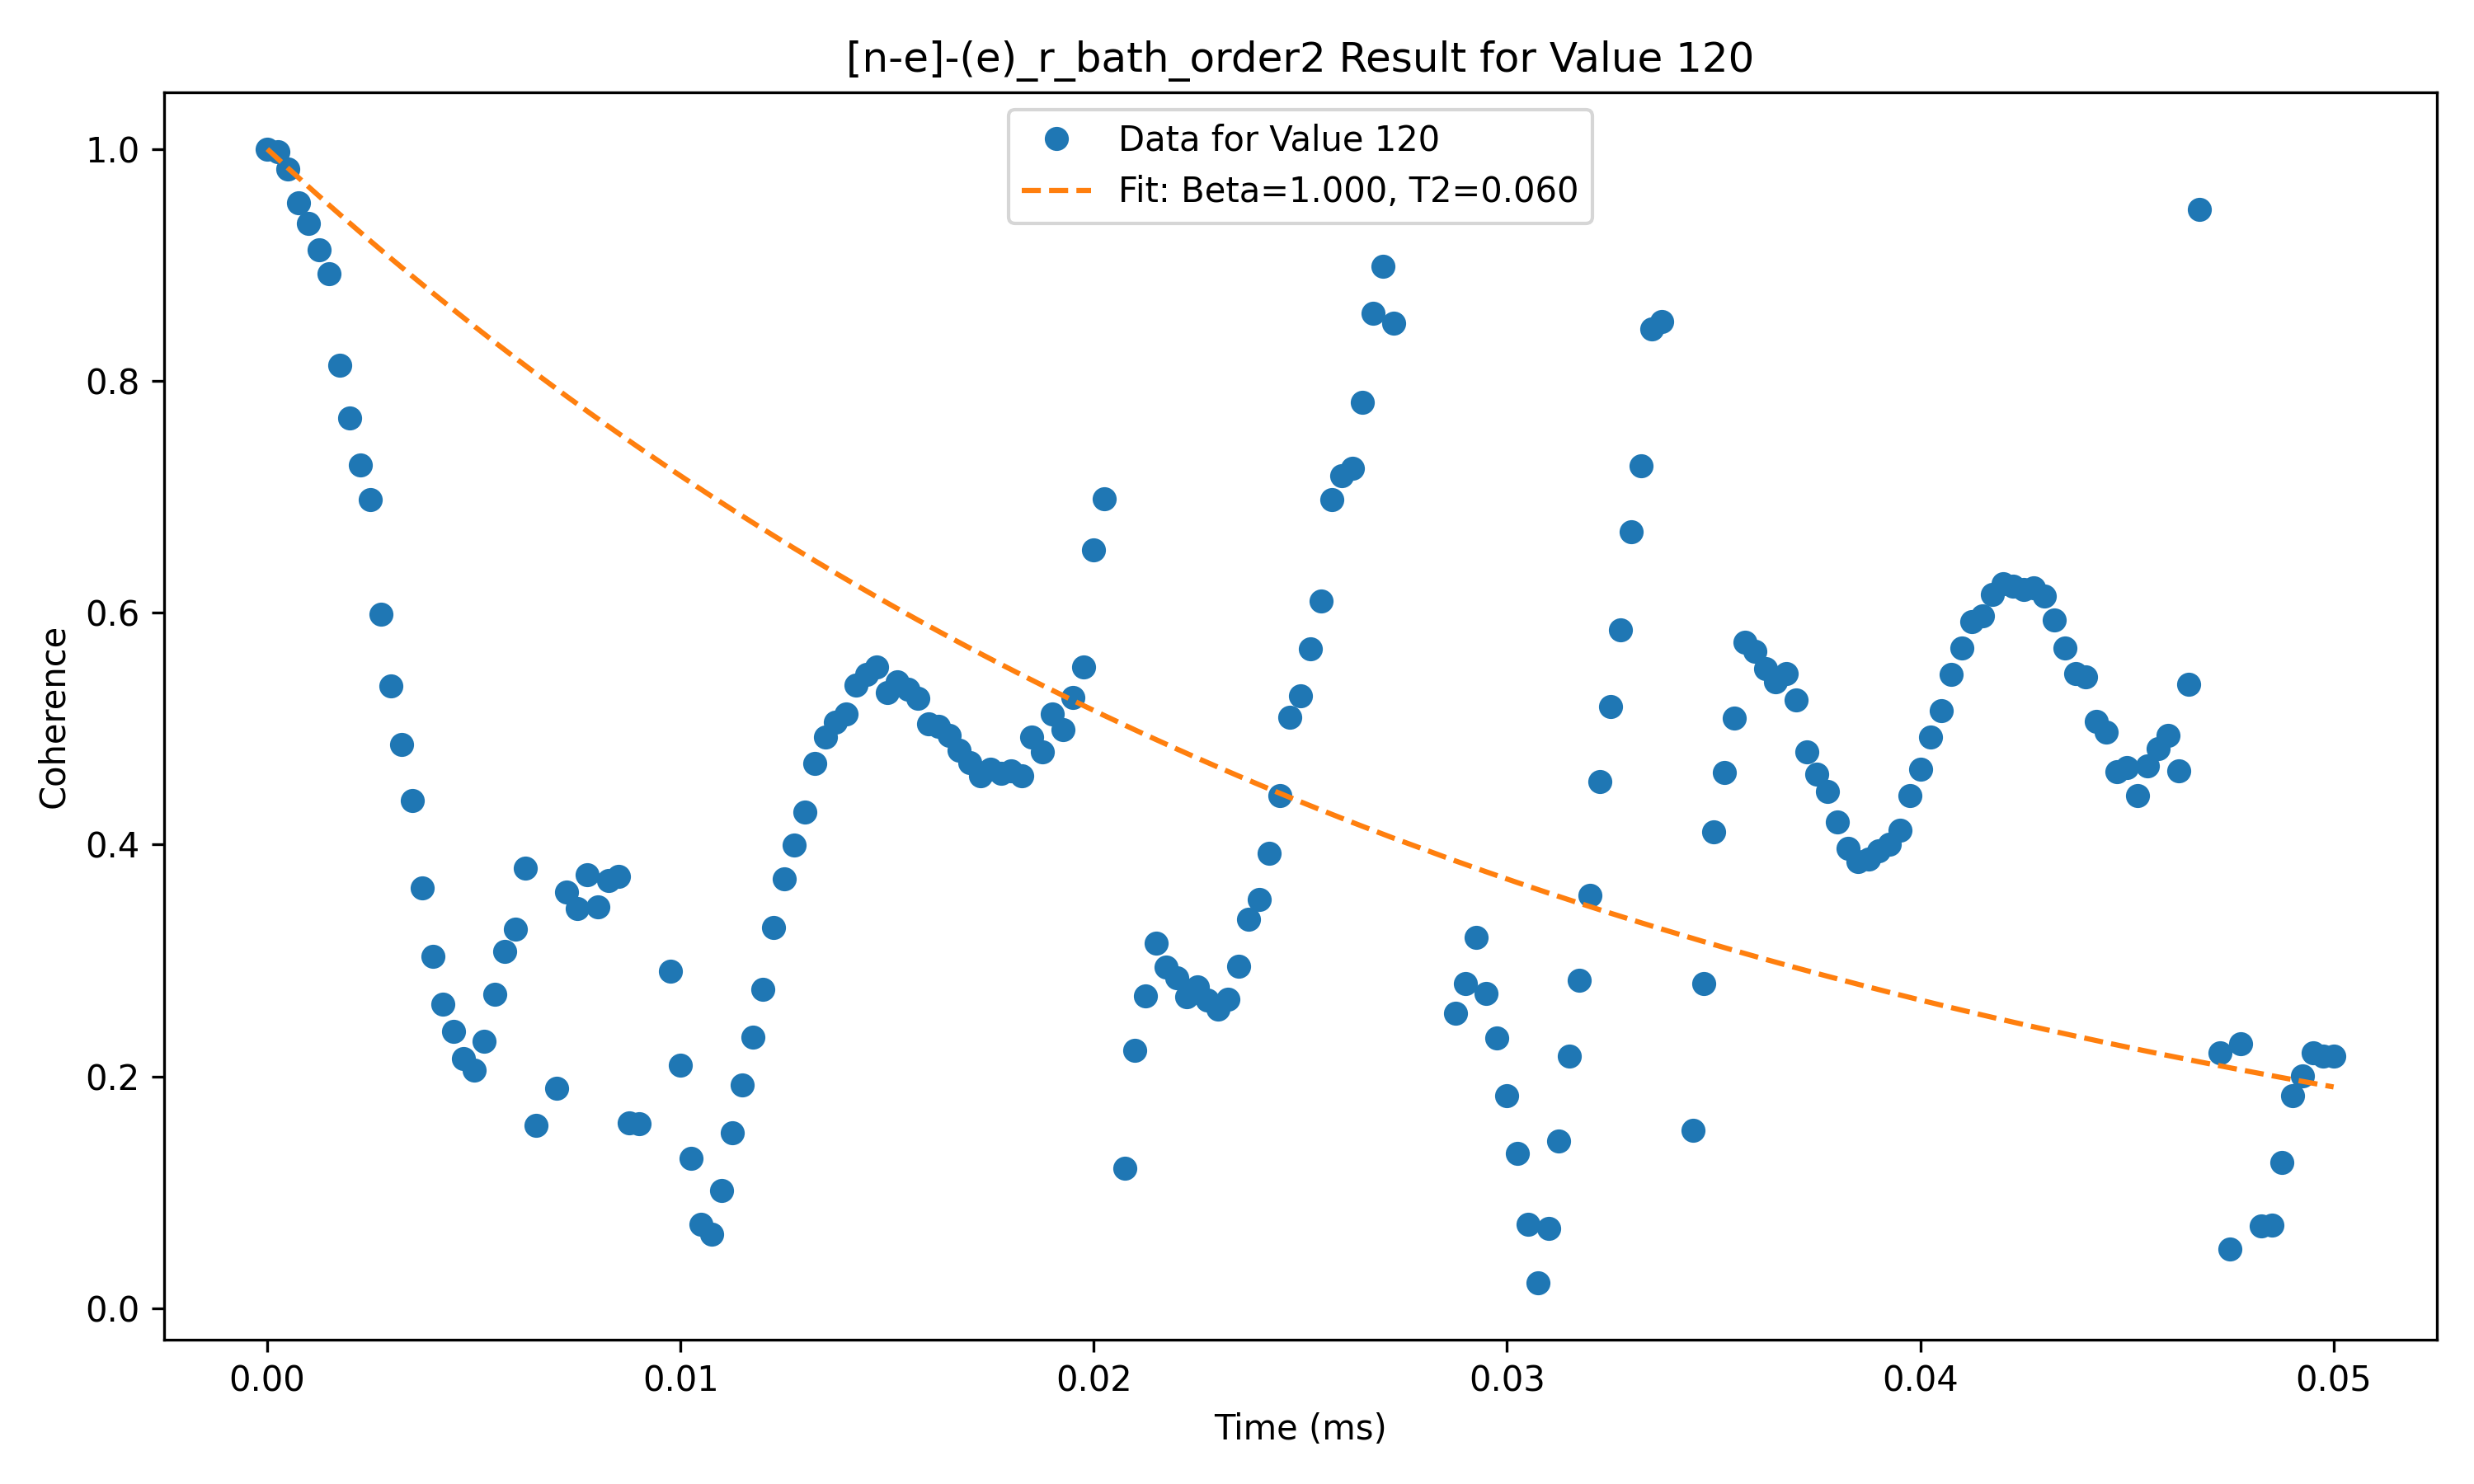 [n-e]-(e)_r_bath_order2 Result for Value 120
Data for Value 120
Fit: Beta=1.000, T2=0.060
Coherence
1.0
0.8
0.6
0.4
0.2
0.0
0.00 0.01 0.02 0.03 0.04 0.05
Time (ms)